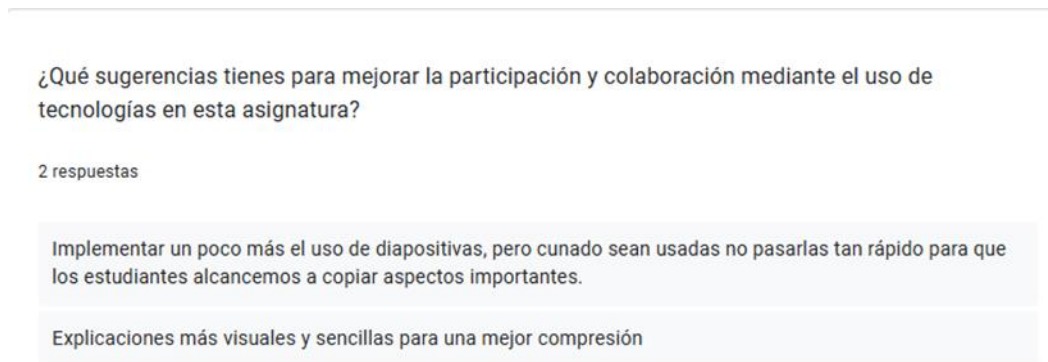 ¿Qué sugerencias tienes para mejorar la participación y colaboración mediante el uso de
tecnologías en esta asignatura?
2 respuestas
Implementar un poco más el uso de diapositivas, pero cunado sean usadas no pasarlas tan rápido para que
los estudiantes alcancemos a copiar aspectos importantes.
Explicaciones más visuales y sencillas para una mejor compresión